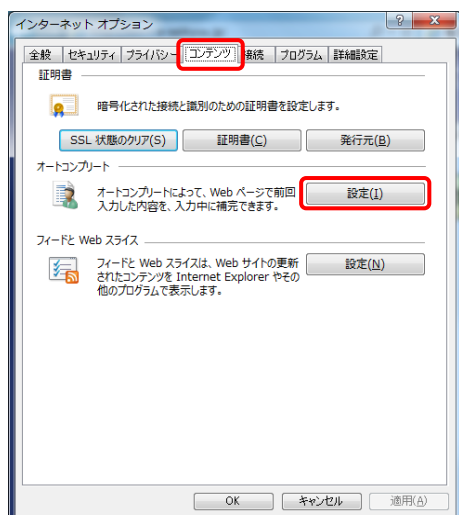 インターネット オプション
全般 セキュリティ プライバシー コンテンツ 接続 プログラム 詳細設定
証明書
暗号化された接続と識別のための証明書を設定します。
SSL 状態のクリア(S) 証明書(C) 発行元(B)
オートコンプリート
オートコンプリートによって、Web ページで前回
入力した内容を、入力中に補完できます。
設定(I)
フィードと Web スライス
フィードと Web スライスは、Web サイトの更新
されたコンテンツを Internet Explorer やその
他のプログラムで表示します。
設定(N)
OK キャンセル 適用(A)